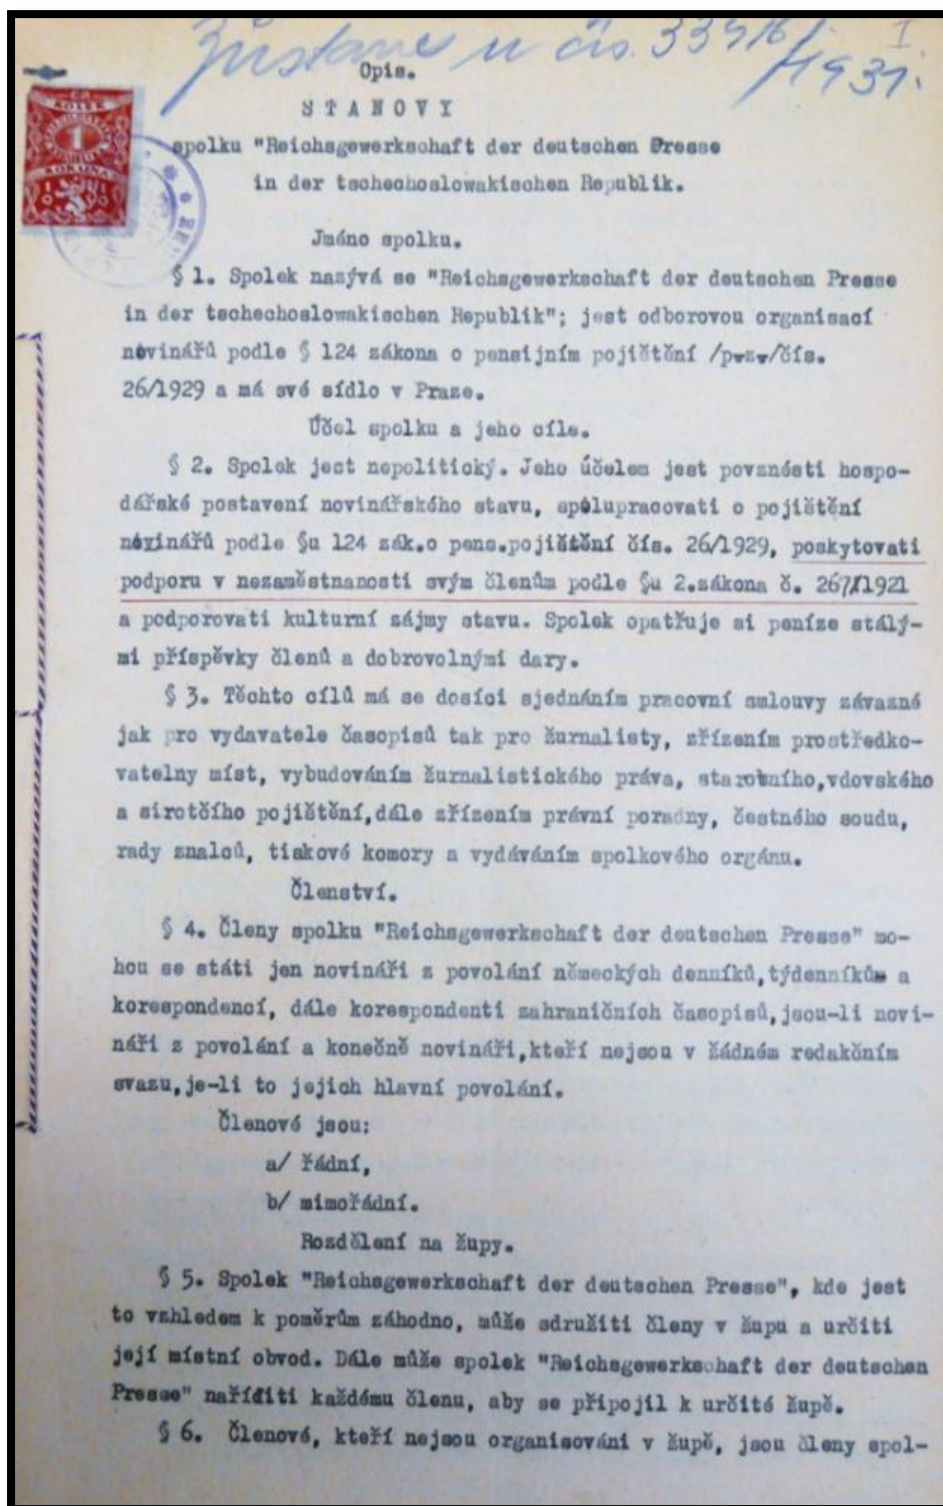 Zůstane u čís. 33416/ I
/1931.
Opis.
STANOVY
spolku "Reichsgewerkschaft der deutschen Presse
in der tschechoslowakischen Republik.
KOLEK
1
KORUNA
Jméno spolku.
§ 1. Spolek nazývá se "Reichsgewerkschaft der deutschen Presse
in der tschechoslowakischen Republik"; jest odborovou organisací
novinářů podle § 124 zákona o pensijním pojištění /p.z./čís.
26/1929 a má své sídlo v Praze.
Účel spolku a jeho cíle.
§ 2. Spolek jest nepolitický. Jeho účelem jest povznésti hospo-
dářské postavení novinářského stavu, spolupracovati o pojištění
novinářů podle §u 124 zák.o pens.pojištění čís. 26/1929, poskytovati
podporu v nezaměstnanosti svým členům podle §u 2.zákona č. 267/1921
a podporovati kulturní zájmy stavu. Spolek opatřuje si peníze stálý-
mi příspěvky členů a dobrovolnými dary.
§ 3. Těchto cílů má se dosíci sjednáním pracovní smlouvy závazné
jak pro vydavatele časopisů tak pro žurnalisty, zřízením prostředko-
vatelny míst, vybudováním žurnalistického práva, starobního,vdovského
a sirotčího pojištění,dále zřízením právní poradny, čestného soudu,
rady znalců, tiskové komory a vydáváním spolkového orgánu.
Členství.
§ 4. Členy spolku "Reichsgewerkschaft der deutschen Presse" mo-
hou se státi jen novináři z povolání německých denníků,týdenníků a
korespondencí, dále korespondenti zahraničních časopisů,jsou-li novi-
náři z povolání a konečně novináři,kteří nejsou v žádném redakčním
svazu,je-li to jejich hlavní povolání.
Členové jsou:
a/ řádní,
b/ mimořádní.
Rozdělení na župy.
§ 5. Spolek "Reichsgewerkschaft der deutschen Presse", kde jest
to vzhledem k poměrům záhodno, může sdružiti členy v župu a určiti
její místní obvod. Dále může spolek "Reichsgewerkschaft der deutschen
Presse" naříditi každému členu, aby se připojil k určité župě.
§ 6. Členové, kteří nejsou organisováni v župě, jsou členy spol-